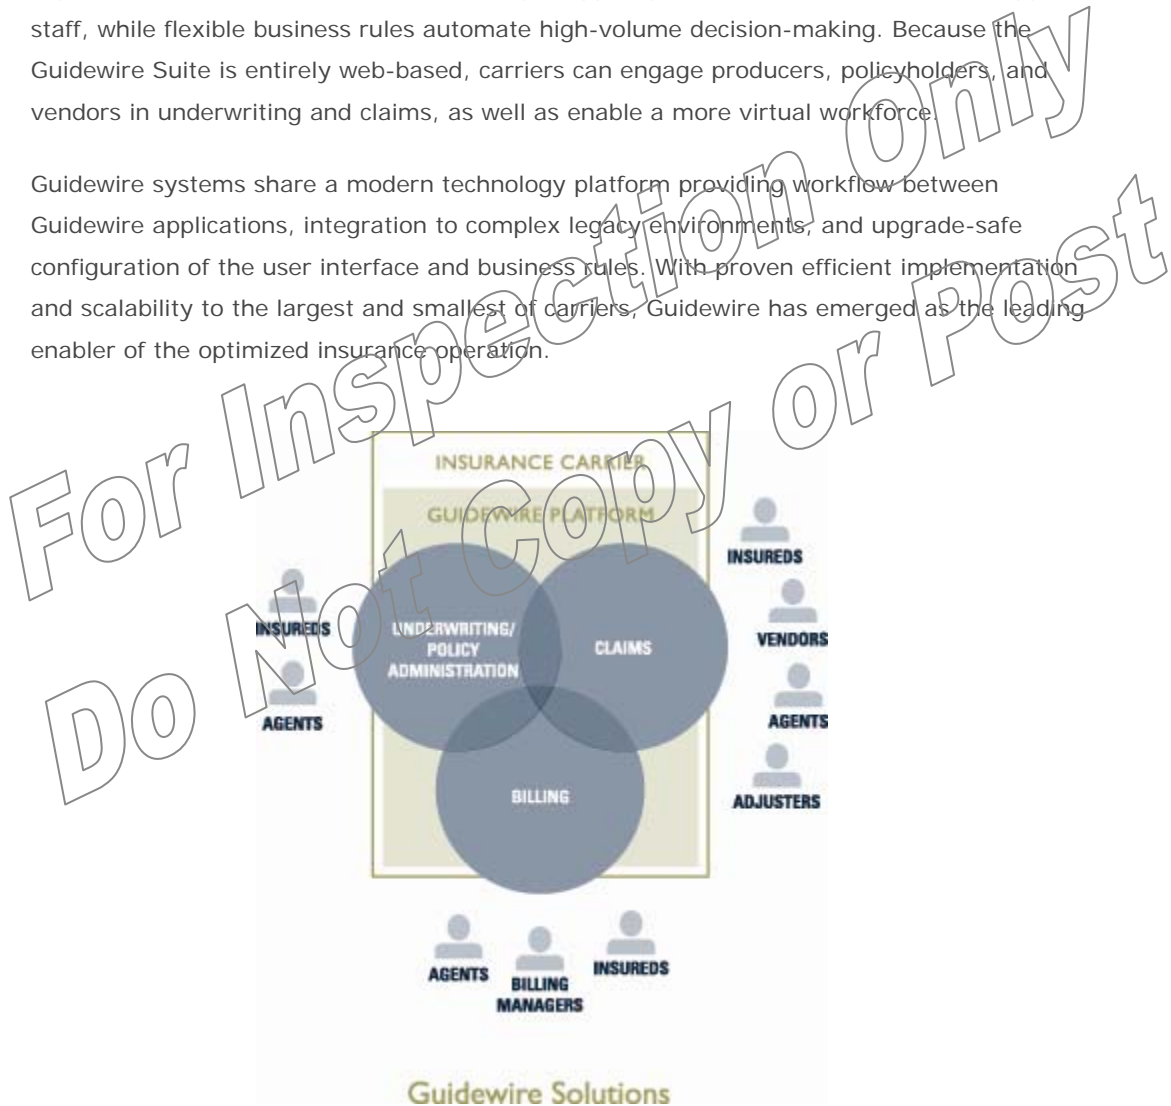 staff, while flexible business rules automate high-volume decision-making. Because the
Guidewire Suite is entirely web-based, carriers can engage producers, policyholders, and
vendors in underwriting and claims, as well as enable a more virtual workforce.
Guidewire systems share a modern technology platform providing workflow between
Guidewire applications, integration to complex legacy environments, and upgrade-safe
configuration of the user interface and business rules. With proven efficient implementation
and scalability to the largest and smallest of carriers, Guidewire has emerged as the leading
enabler of the optimized insurance operation.
For Inspection Only
Do Not Copy or Post
INSURANCE CARRIER
GUIDEWIRE PLATFORM
INSUREDS
AGENTS
UNDERWRITING/
POLICY
ADMINISTRATION
CLAIMS
BILLING
INSUREDS
VENDORS
AGENTS
ADJUSTERS
AGENTS
BILLING
MANAGERS
INSUREDS
Guidewire Solutions